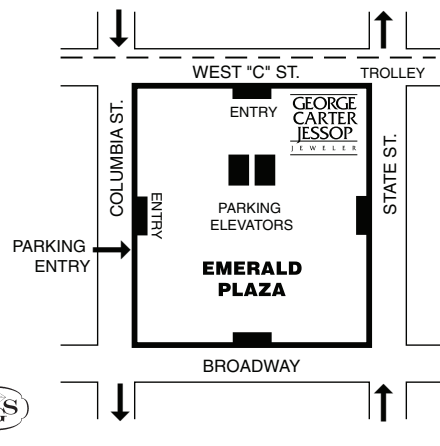 WEST "C" ST.
TROLLEY
ENTRY
GEORGE
CARTER
JESSOP
JEWELER
COLUMBIA ST.
STATE ST.
ENTRY
PARKING
ELEVATORS
PARKING
ENTRY
EMERALD
PLAZA
BROADWAY